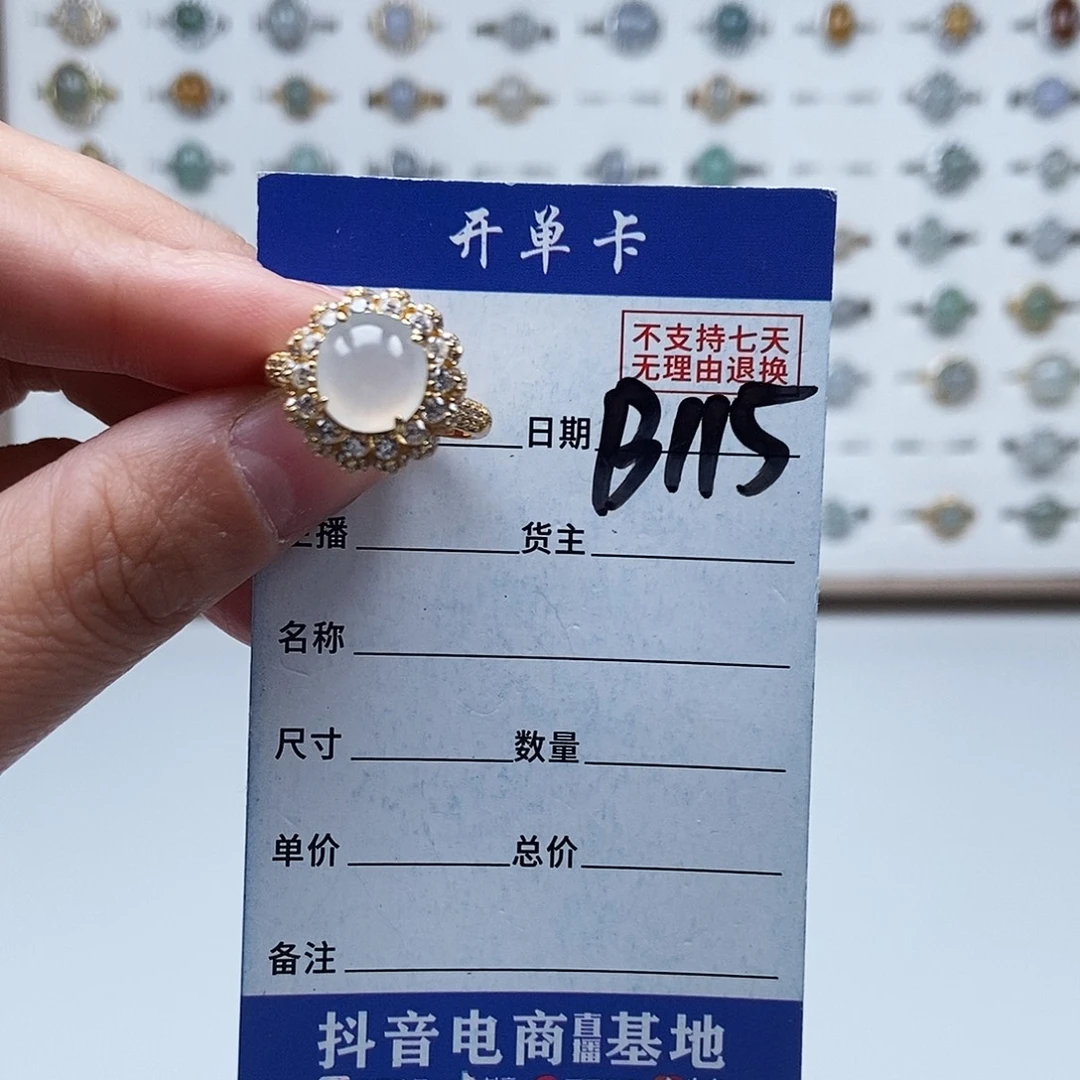 开单卡
不支持七天
无理由退换
日期 B115
主播 货主
名称
尺寸 数量
单价 总价
备注
抖音电商直播基地